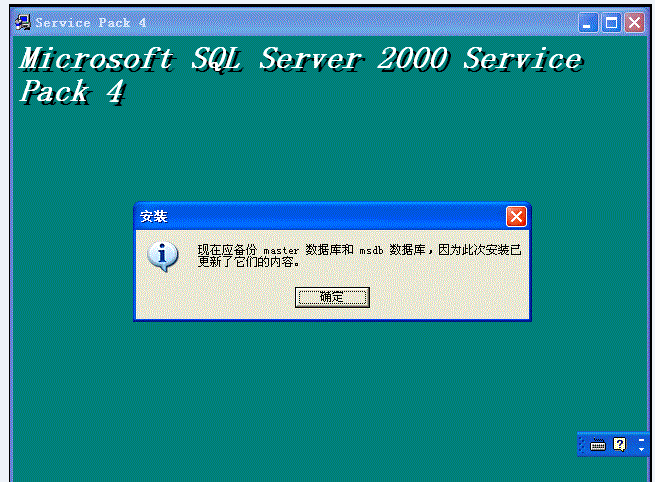 Service Pack 4
Microsoft SQL Server 2000 Service
Pack 4
安装
现在应备份 master 数据库和 msdb 数据库，因为此次安装已
更新了它们的内容。
确定